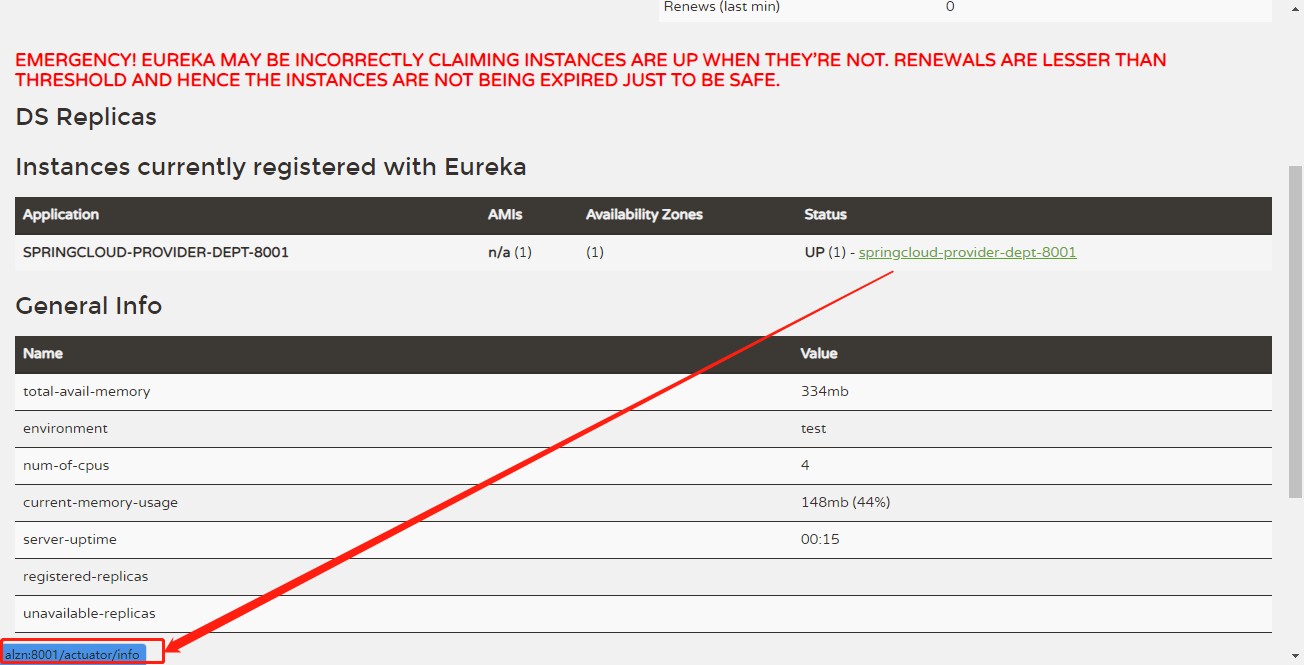 Renews (last min) 0
EMERGENCY! EUREKA MAY BE INCORRECTLY CLAIMING INSTANCES ARE UP WHEN THEY'RE NOT. RENEWALS ARE LESSER THAN
THRESHOLD AND HENCE THE INSTANCES ARE NOT BEING EXPIRED JUST TO BE SAFE.
DS Replicas
Instances currently registered with Eureka
Application AMIs Availability Zones Status
SPRINGCLOUD-PROVIDER-DEPT-8001 n/a (1) (1) UP (1) - springcloud-provider-dept-8001
General Info
Name Value
total-avail-memory 334mb
environment test
num-of-cpus 4
current-memory-usage 148mb (44%)
server-uptime 00:15
registered-replicas
unavailable-replicas
alzn:8001/actuator/info